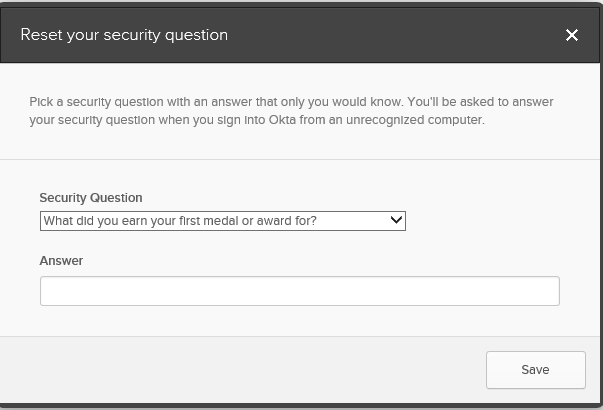 Reset your security question
Pick a security question with an answer that only you would know. You'll be asked to answer
your security question when you sign into Okta from an unrecognized computer.
Security Question
What did you earn your first medal or award for?
Answer
Save